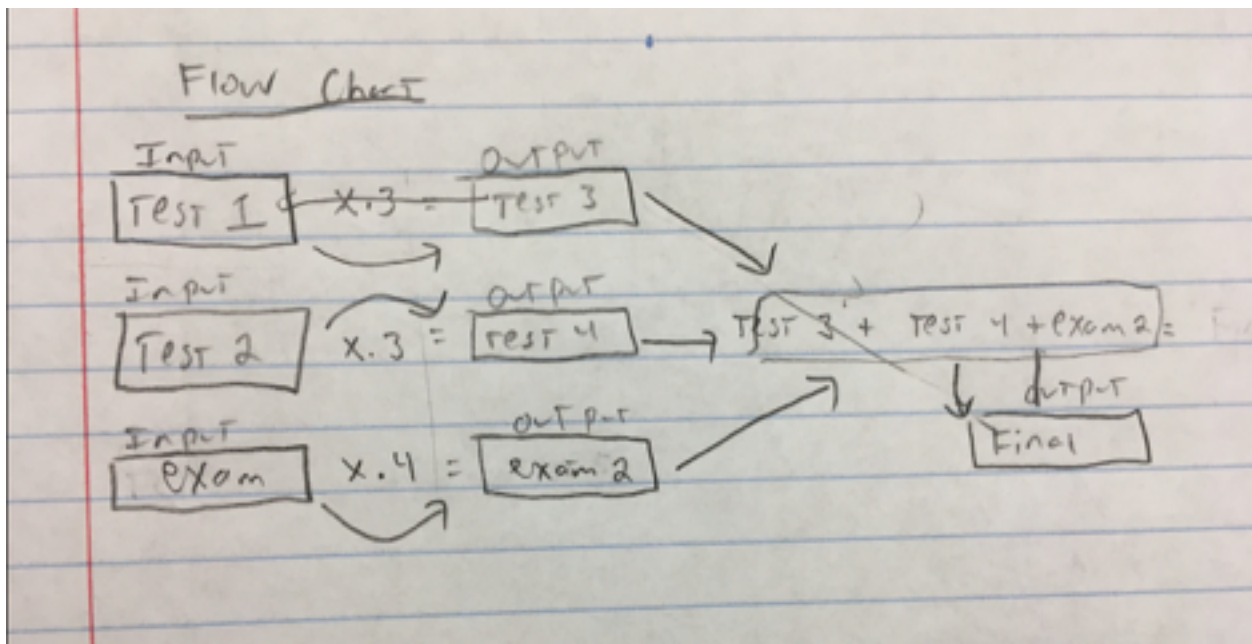 Flow Chart
Input Output
Test 1 x.3 = Test 3
Input Output
Test 2 x.3 = test 4
Test 3 + Test 4 + exam 2 =
Input Output
exam x.4 = exam 2
output
Final